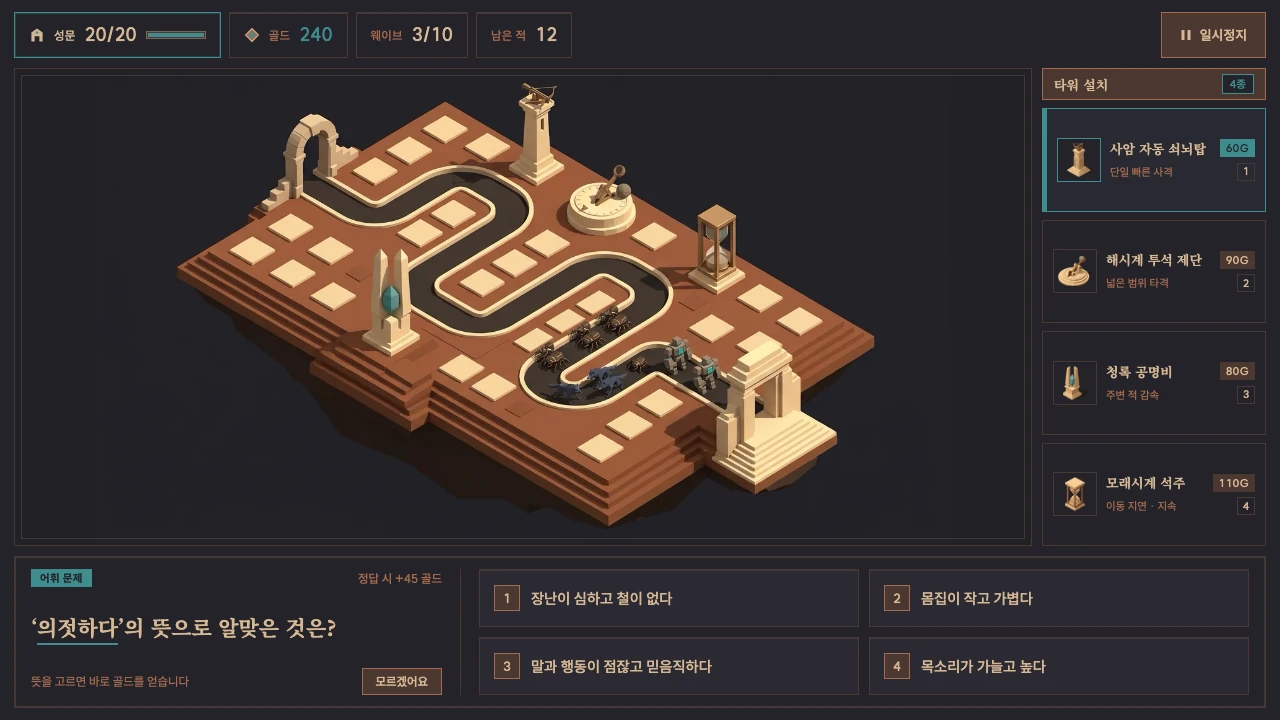 성문 20/20
골드 240
웨이브 3/10
남은 적 12
일시정지
타워 설치 4종
사암 자동 쇠뇌탑 60G
단일 빠른 사격 1
해시계 투석 제단 90G
넓은 범위 타격 2
청록 공명비 80G
주변 적 감속 3
모래시계 석주 110G
이동 지연 · 지속 4
어휘 문제
정답 시 +45 골드
‘의젓하다’의 뜻으로 알맞은 것은?
뜻을 고르면 바로 골드를 얻습니다
모르겠어요
1 장난이 심하고 철이 없다
2 몸집이 작고 가볍다
3 말과 행동이 점잖고 믿음직하다
4 목소리가 가늘고 높다